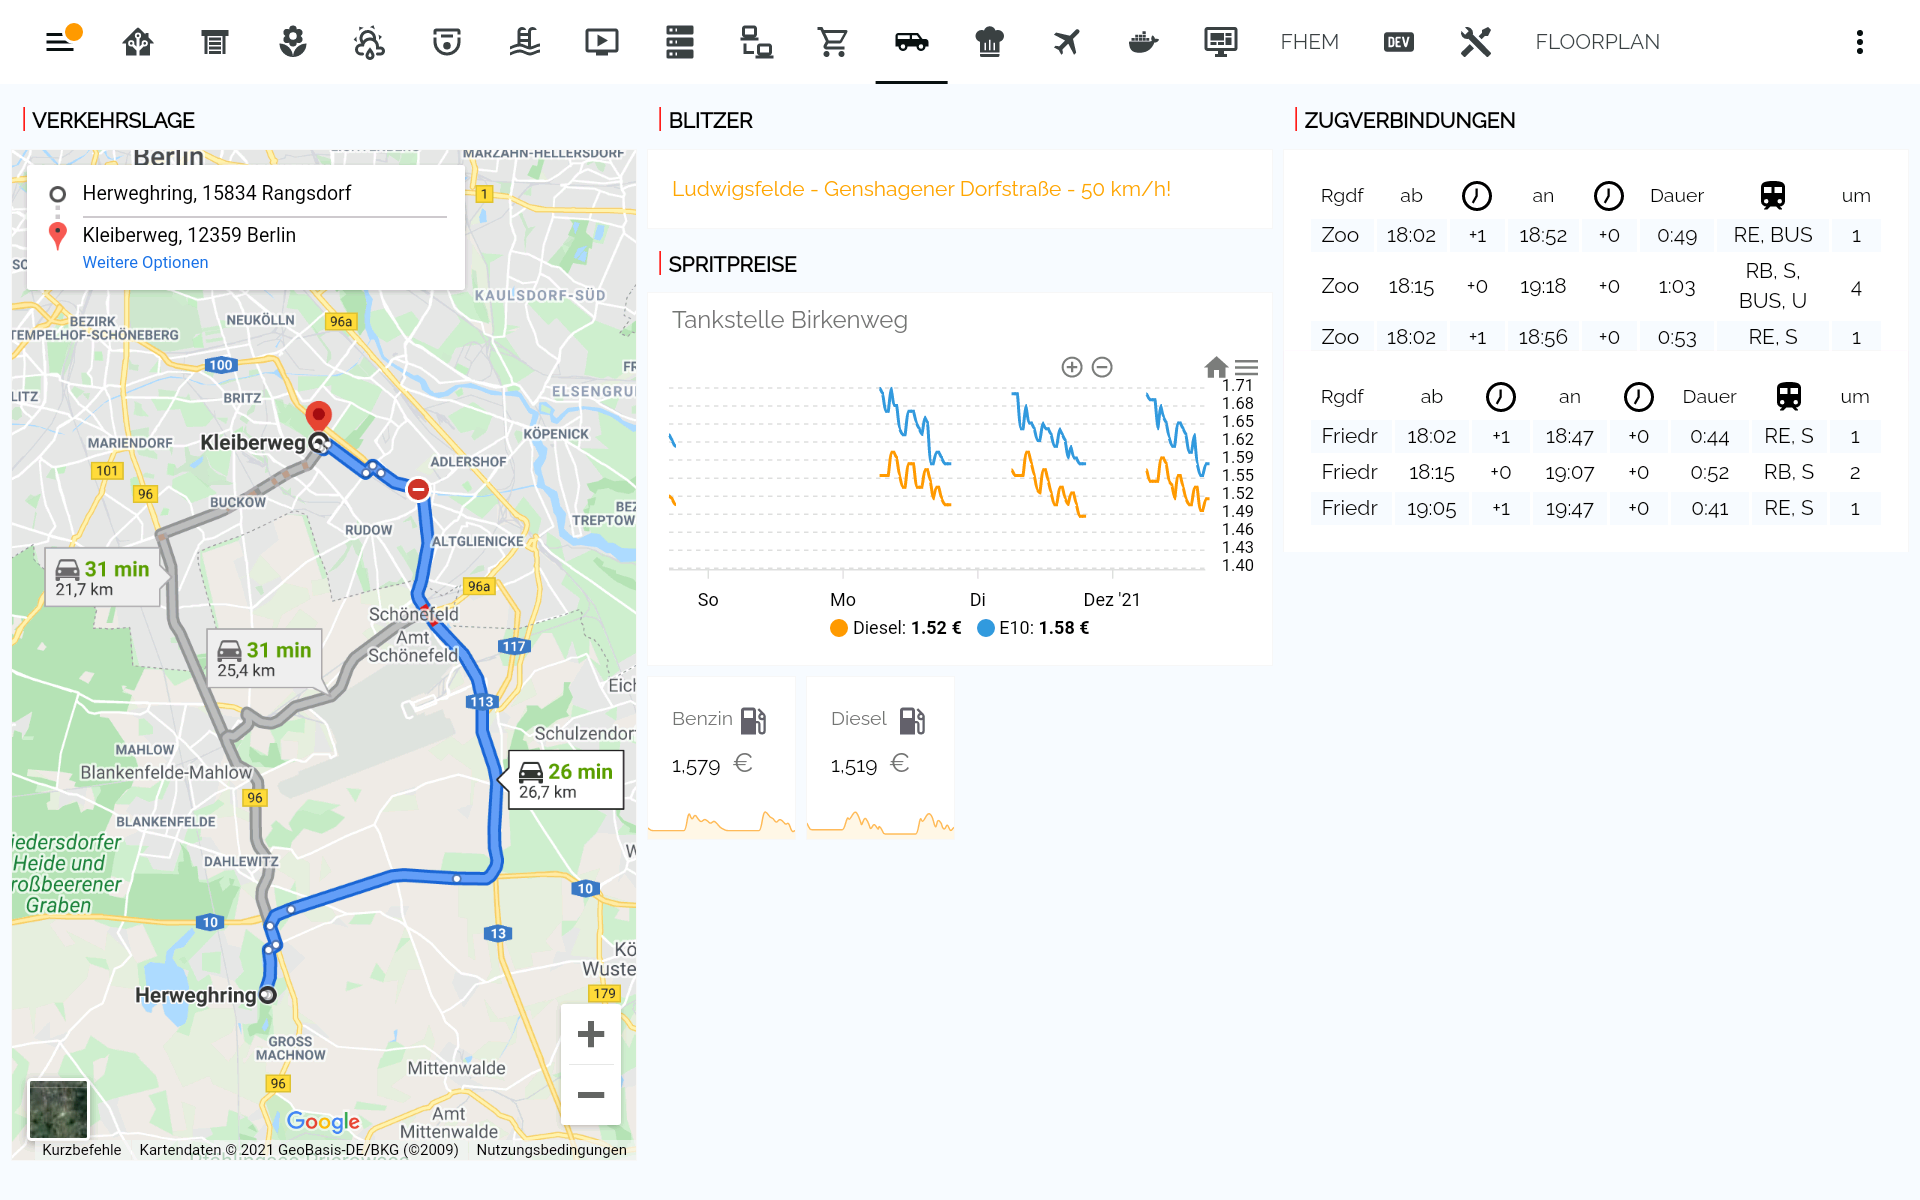 FHEM
DEV
FLOORPLAN
VERKEHRSLAGE
Berlin
MARZAHN-HELLERSDORF
Herweghring, 15834 Rangsdorf
Kleiberweg, 12359 Berlin
Weitere Optionen
1
KAULSDORF-SÜD
BEZIRK
TEMPELHOF-SCHÖNEBERG
NEUKÖLLN
96a
100
BRITZ
ELSENGRU
KÖPENICK
Kleiberweg
MARIENDORF
ADLERSHOF
101
96
BUCKOW
RUDOW
TREPTOW
ALTGLIENICKE
31 min
21,7 km
96a
Schönefeld
Amt
Schönefeld
117
31 min
25,4 km
Eich
113
Schulzendorf
MAHLOW
Blankenfelde-Mahlow
26 min
26,7 km
96
BLANKENFELDE
iedersdorfer
Heide und
roßbeerener
Graben
DAHLEWITZ
10
10
13
Wuste
Herweghring
179
GROSS
MACHNOW
Mittenwalde
96
Amt
Mittenwalde
Google
Kurzbefehle Kartendaten © 2021 GeoBasis-DE/BKG (©2009) Nutzungsbedingungen
BLITZER
Ludwigsfelde - Genshagener Dorfstraße - 50 km/h!
SPRITPREISE
Tankstelle Birkenweg
1.71
1.68
1.65
1.62
1.59
1.55
1.52
1.49
1.46
1.43
1.40
So Mo Di Dez '21
Diesel: 1.52 € E10: 1.58 €
Benzin
1,579 €
Diesel
1,519 €
ZUGVERBINDUNGEN
Rgdf ab an Dauer um
Zoo 18:02 +1 18:52 +0 0:49 RE, BUS 1
Zoo 18:15 +0 19:18 +0 1:03 RB, S, BUS, U 4
Zoo 18:02 +1 18:56 +0 0:53 RE, S 1
Rgdf ab an Dauer um
Friedr 18:02 +1 18:47 +0 0:44 RE, S 1
Friedr 18:15 +0 19:07 +0 0:52 RB, S 2
Friedr 19:05 +1 19:47 +0 0:41 RE, S 1